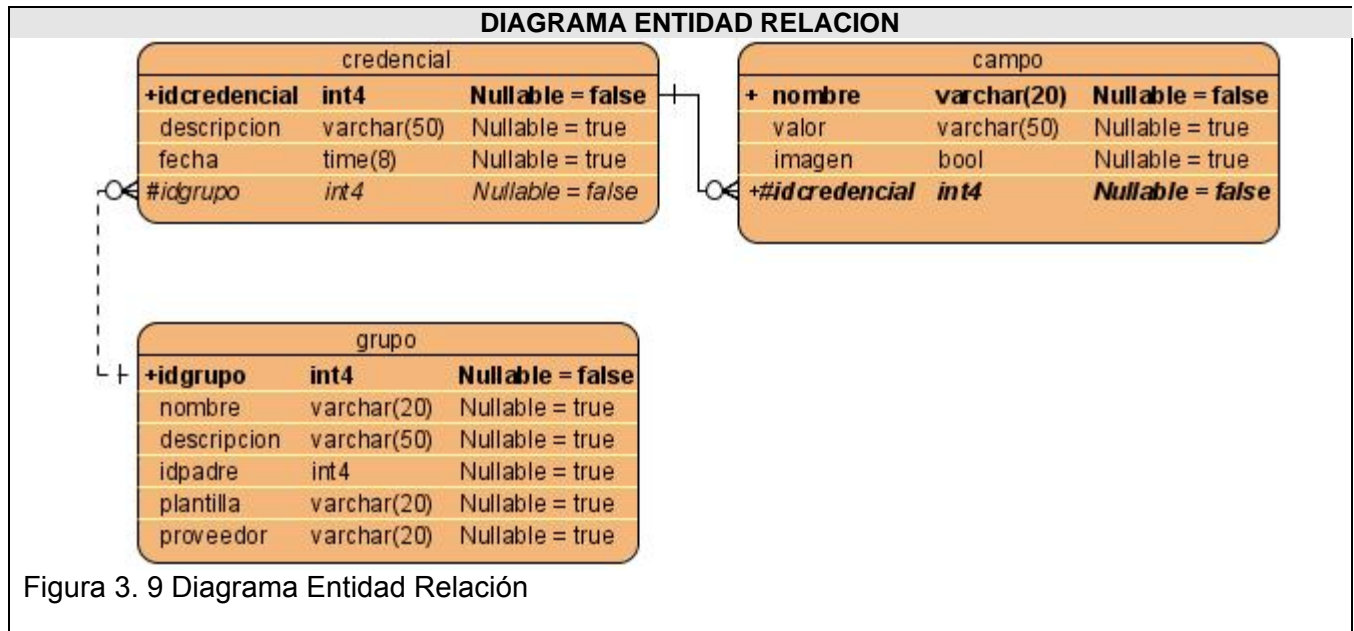 DIAGRAMA ENTIDAD RELACION
credencial
+idcredencial int4 Nullable = false
descripcion varchar(50) Nullable = true
fecha time(8) Nullable = true
#idgrupo int4 Nullable = false
campo
+ nombre varchar(20) Nullable = false
valor varchar(50) Nullable = true
imagen bool Nullable = true
+#idcredencial int4 Nullable = false
grupo
+idgrupo int4 Nullable = false
nombre varchar(20) Nullable = true
descripcion varchar(50) Nullable = true
idpadre int4 Nullable = true
plantilla varchar(20) Nullable = true
proveedor varchar(20) Nullable = true
Figura 3. 9 Diagrama Entidad Relación